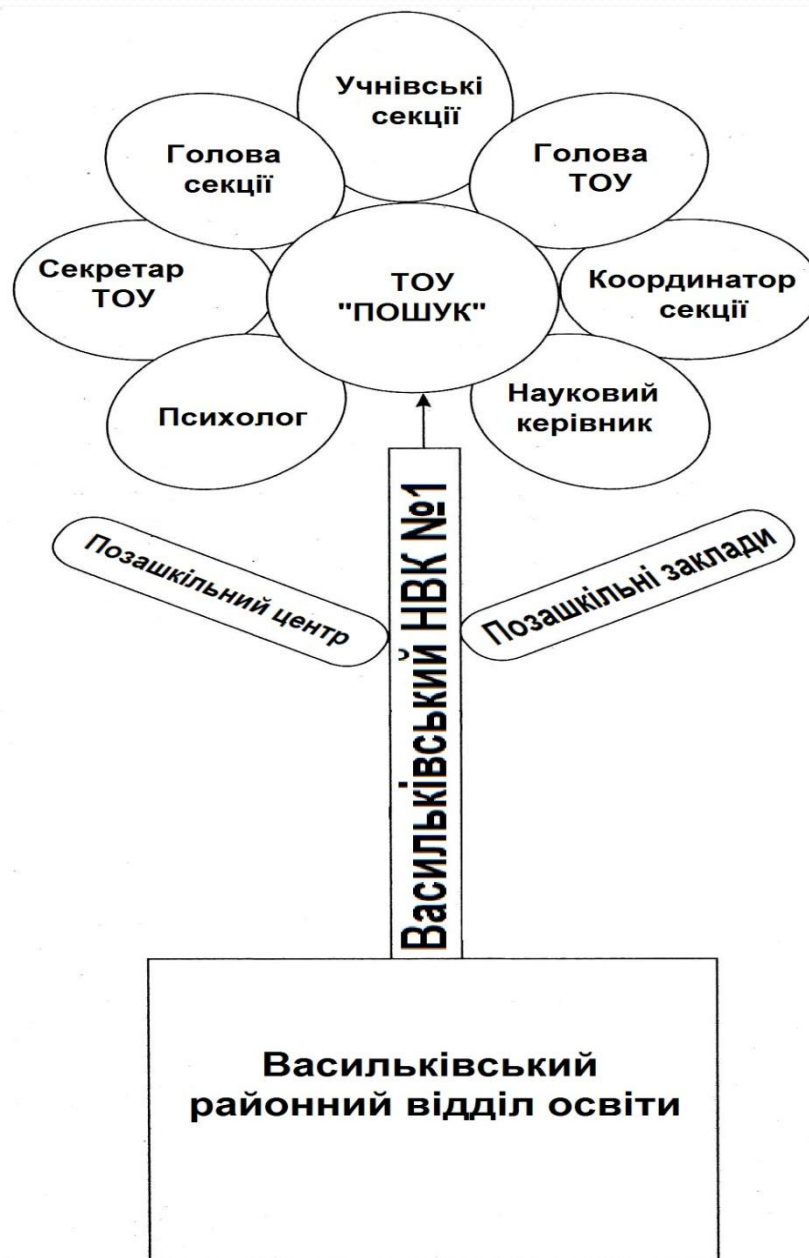 Учнівські
секції
Голова
секції
Голова
ТОУ
Секретар
ТОУ
ТОУ
"ПОШУК"
Координатор
секції
Психолог
Науковий
керівник
Позашкільний центр
Васильківський НВК №1
Позашкільні заклади
Васильківський
районний відділ освіти